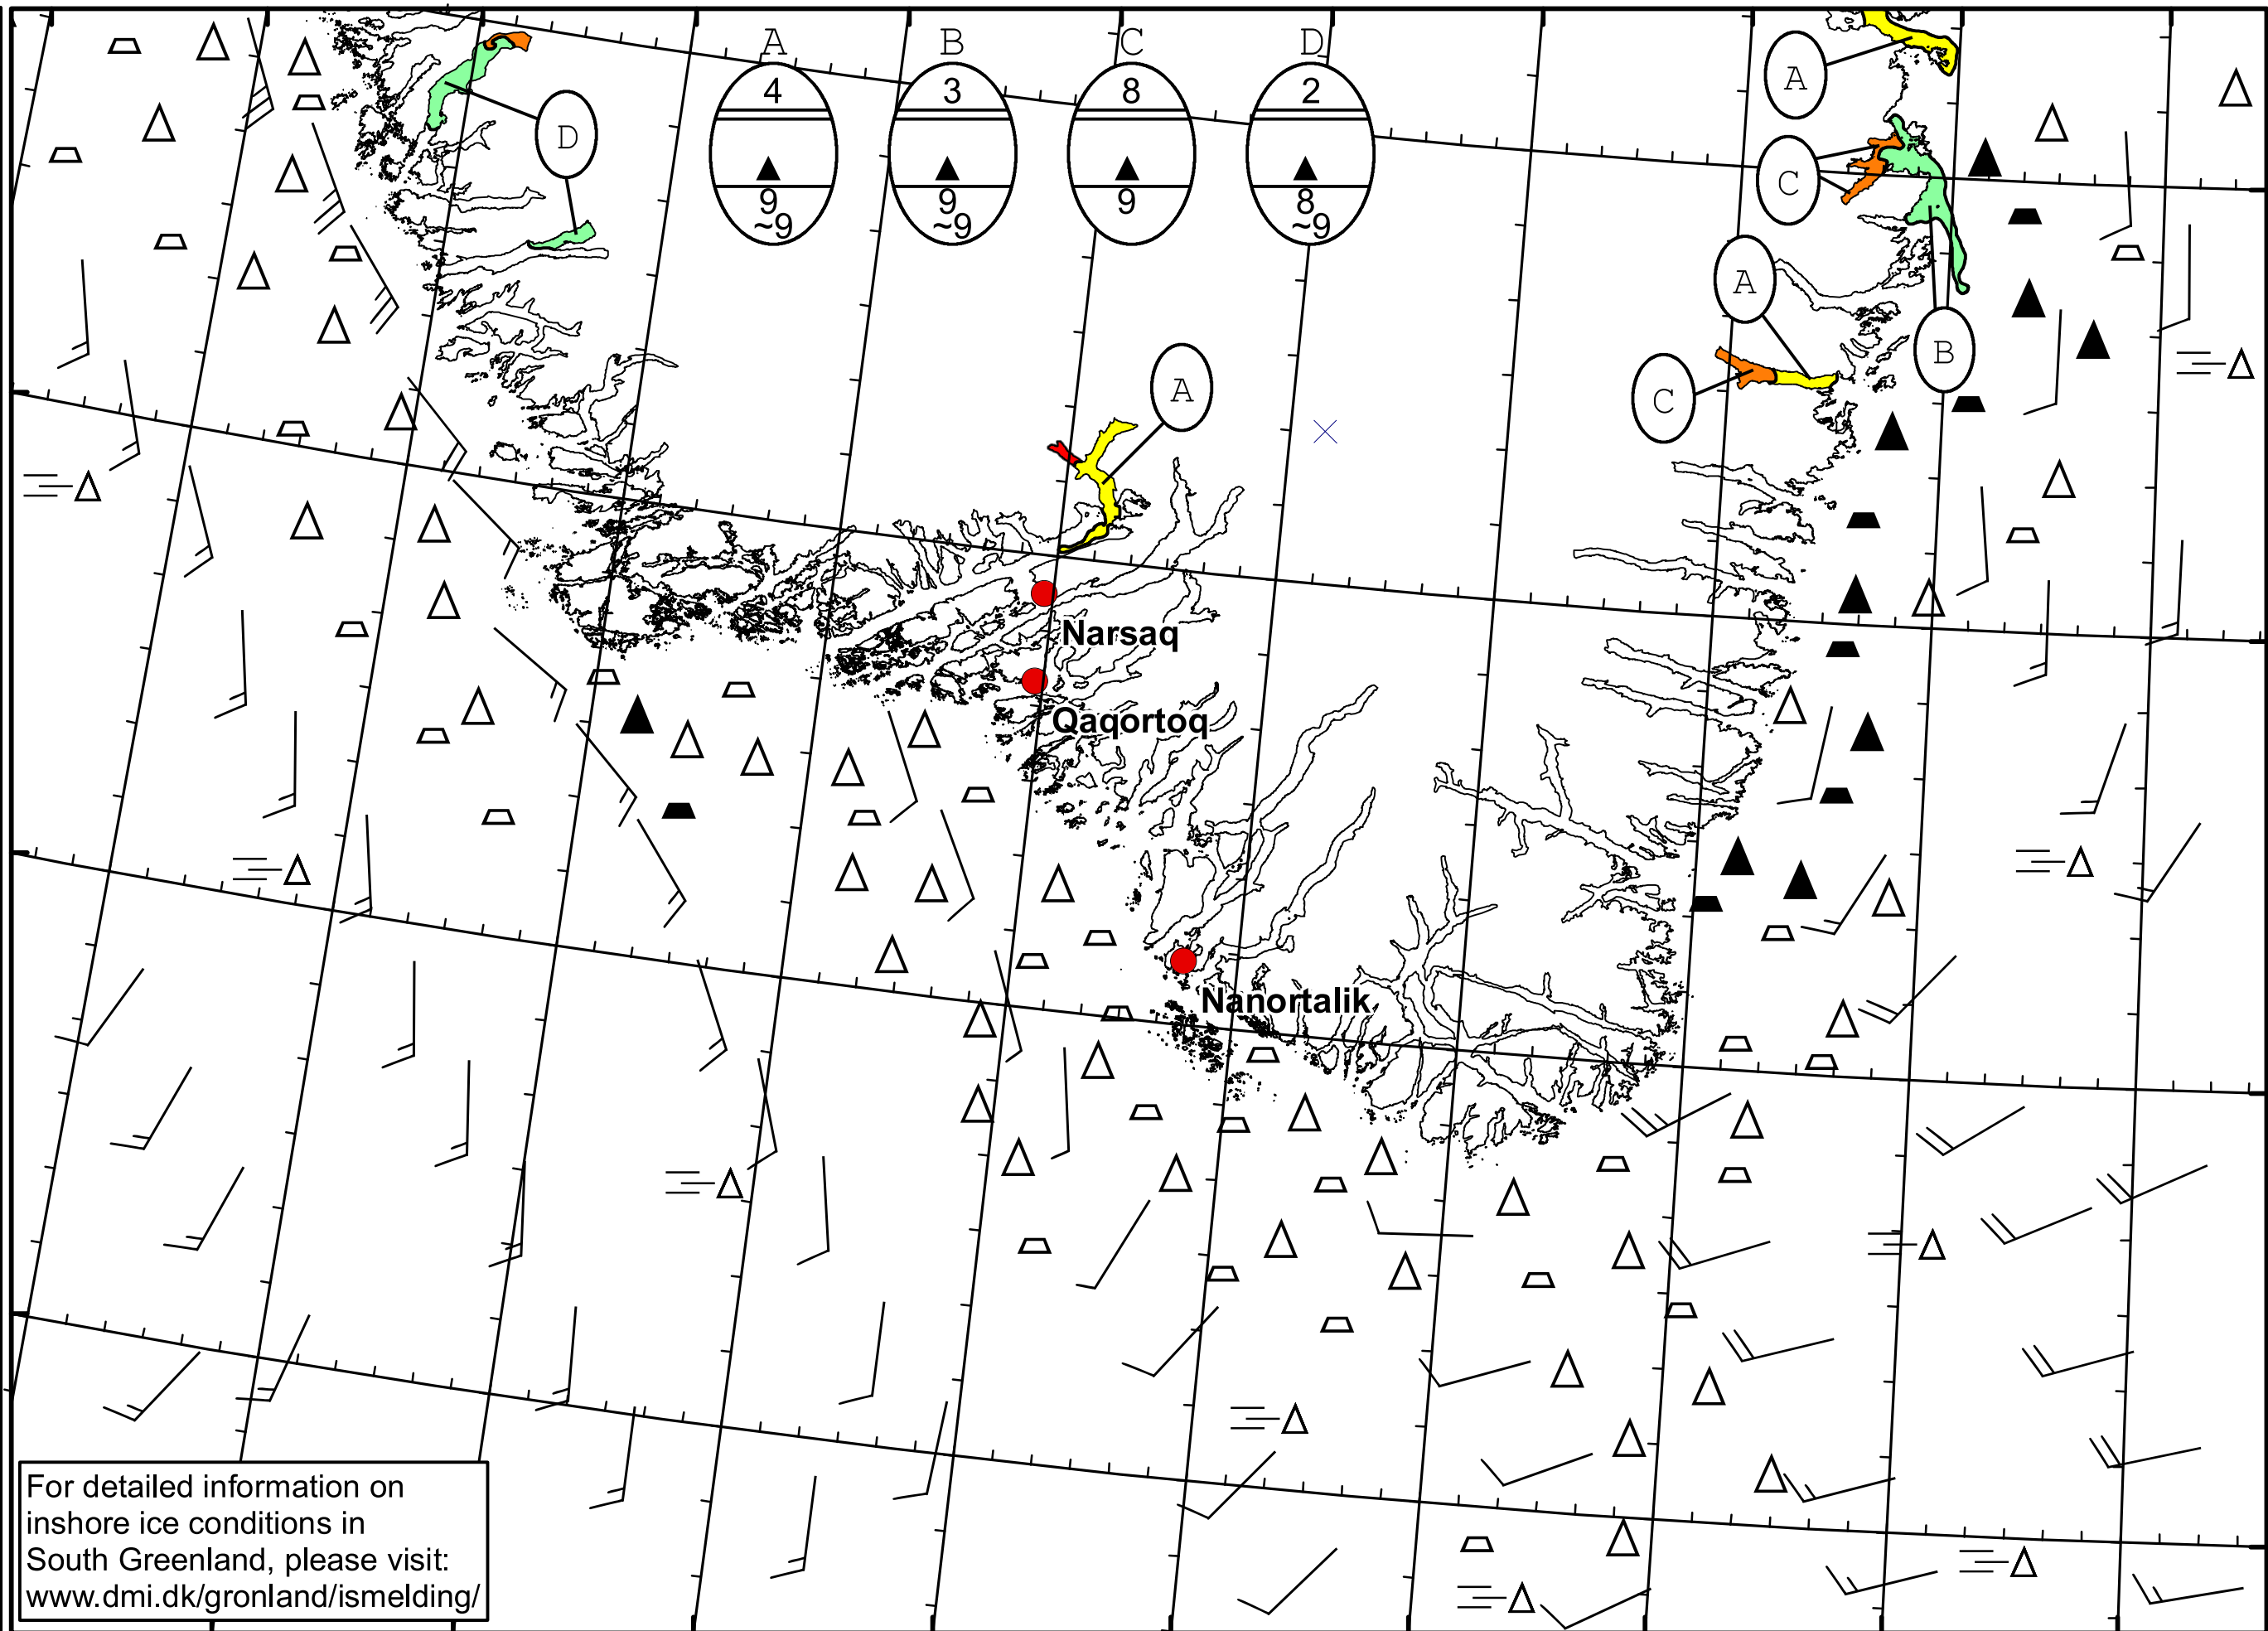 A B C D
4 3 8 2
9 9 9 8
~9 ~9 ~9
A
D
C
A
B
A
C
Narsaq
Qaqortoq
Nanortalik
For detailed information on
inshore ice conditions in
South Greenland, please visit:
www.dmi.dk/gronland/ismelding/